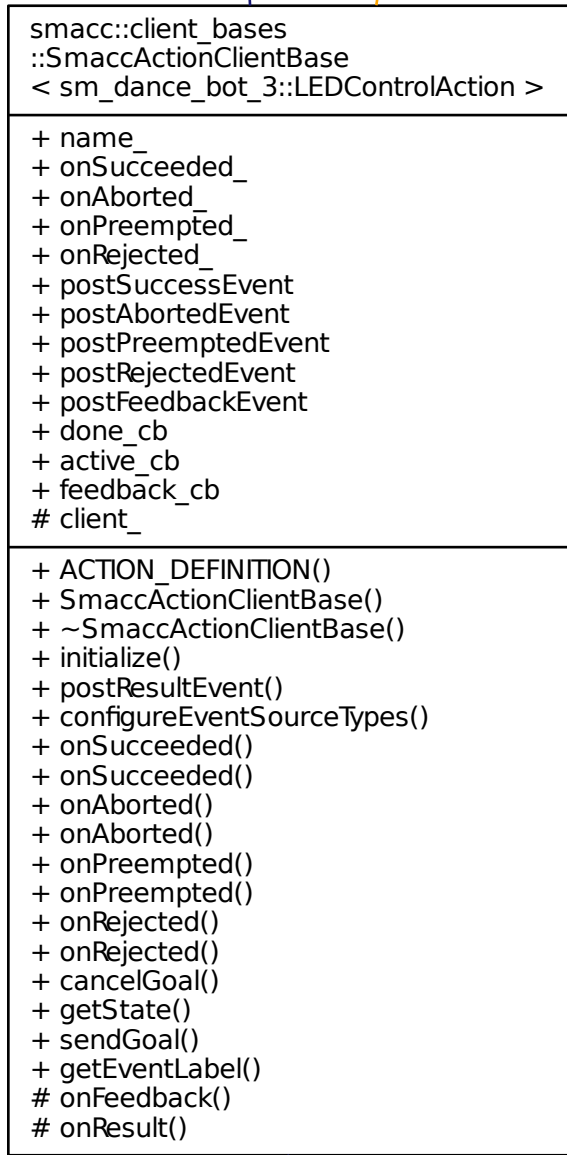 smacc::client_bases
::SmaccActionClientBase
< sm_dance_bot_3::LEDControlAction >
+ name_
+ onSucceeded_
+ onAborted_
+ onPreempted_
+ onRejected_
+ postSuccessEvent
+ postAbortedEvent
+ postPreemptedEvent
+ postRejectedEvent
+ postFeedbackEvent
+ done_cb
+ active_cb
+ feedback_cb
# client_
+ ACTION_DEFINITION()
+ SmaccActionClientBase()
+ ~SmaccActionClientBase()
+ initialize()
+ postResultEvent()
+ configureEventSourceTypes()
+ onSucceeded()
+ onSucceeded()
+ onAborted()
+ onAborted()
+ onPreempted()
+ onPreempted()
+ onRejected()
+ onRejected()
+ cancelGoal()
+ getState()
+ sendGoal()
+ getEventLabel()
# onFeedback()
# onResult()